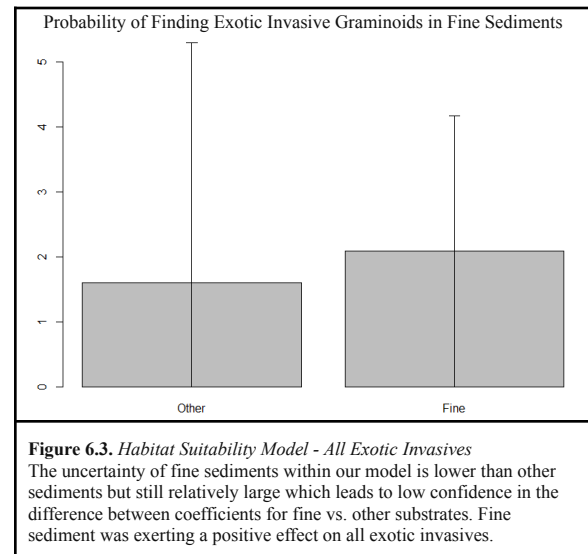 Probability of Finding Exotic Invasive Graminoids in Fine Sediments
5
4
3
2
1
0
Other Fine
Figure 6.3. Habitat Suitability Model - All Exotic Invasives
The uncertainty of fine sediments within our model is lower than other
sediments but still relatively large which leads to low confidence in the
difference between coefficients for fine vs. other substrates. Fine
sediment was exerting a positive effect on all exotic invasives.